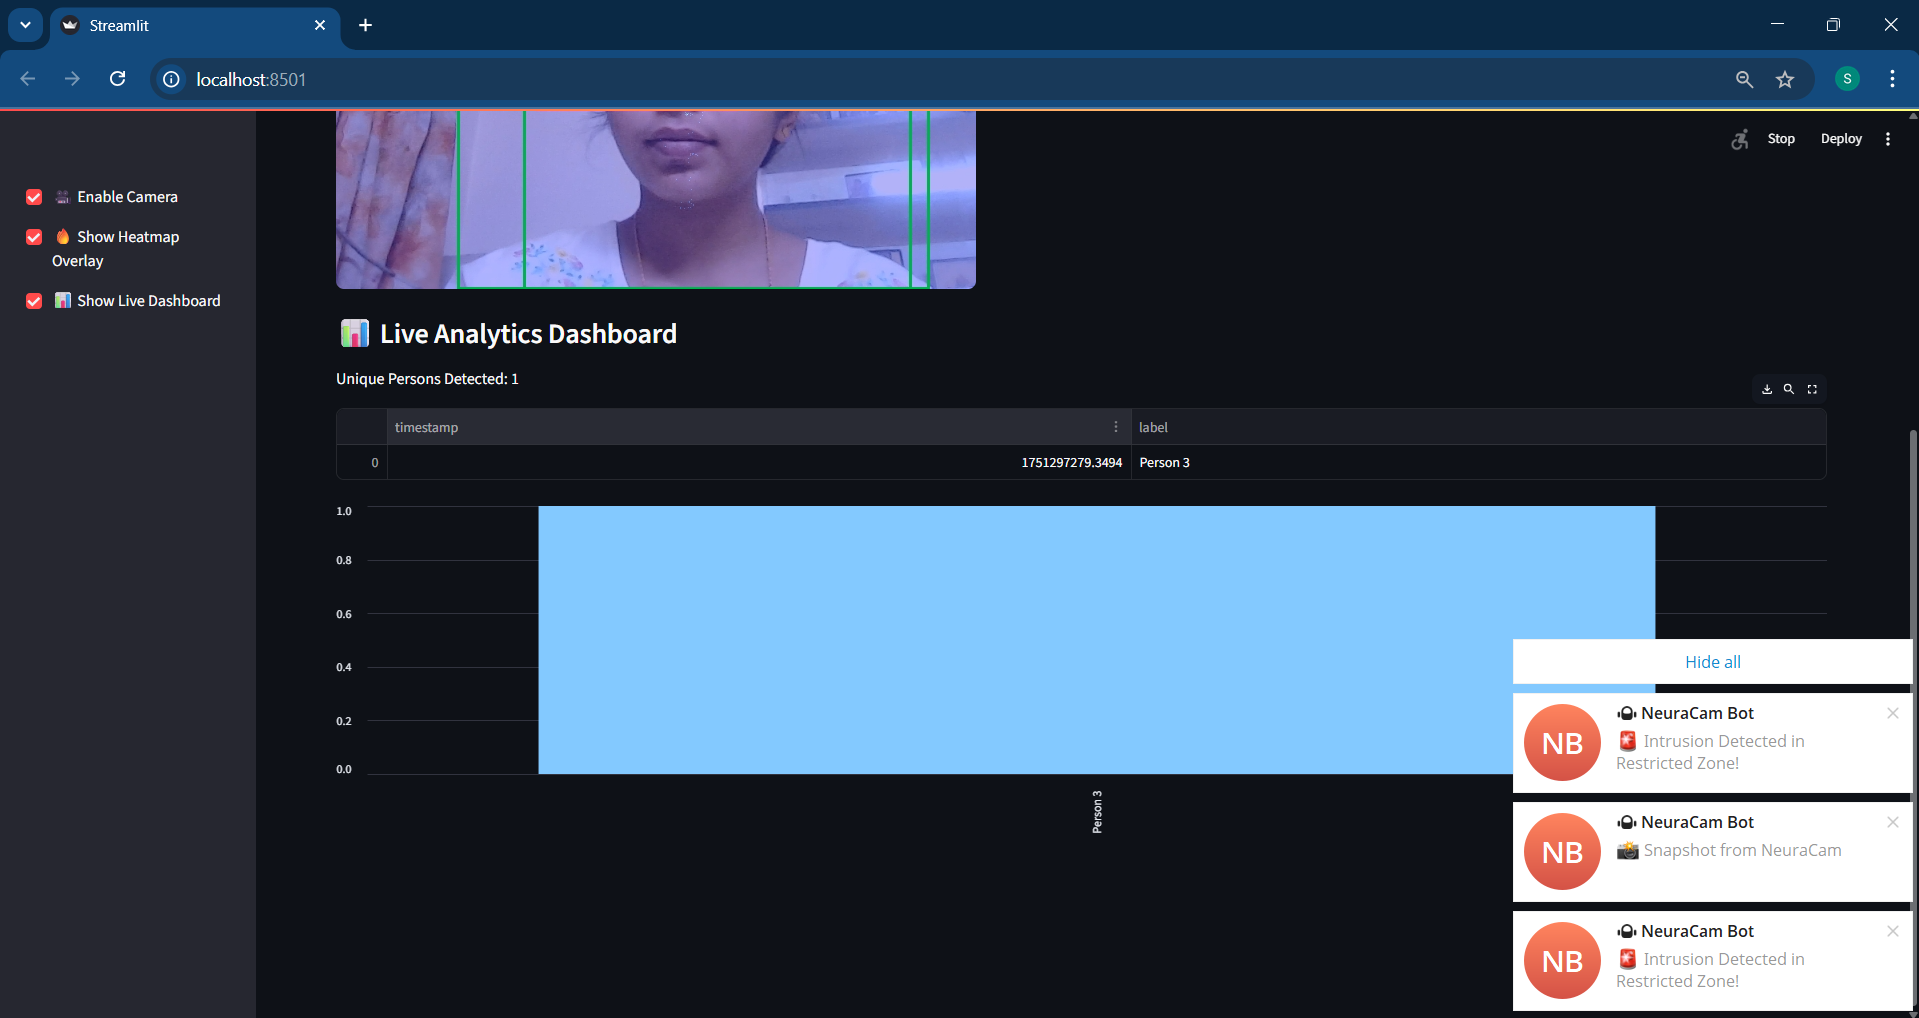 Streamlit
localhost:8501
S
Stop
Deploy
Enable Camera
Show Heatmap
Overlay
Show Live Dashboard
Live Analytics Dashboard
Unique Persons Detected: 1
timestamp
label
0
1751297279.3494
Person 3
1.0
0.8
0.6
0.4
0.2
0.0
Person 3
Hide all
NB
NeuraCam Bot
Intrusion Detected in
Restricted Zone!
NB
NeuraCam Bot
Snapshot from NeuraCam
NB
NeuraCam Bot
Intrusion Detected in
Restricted Zone!